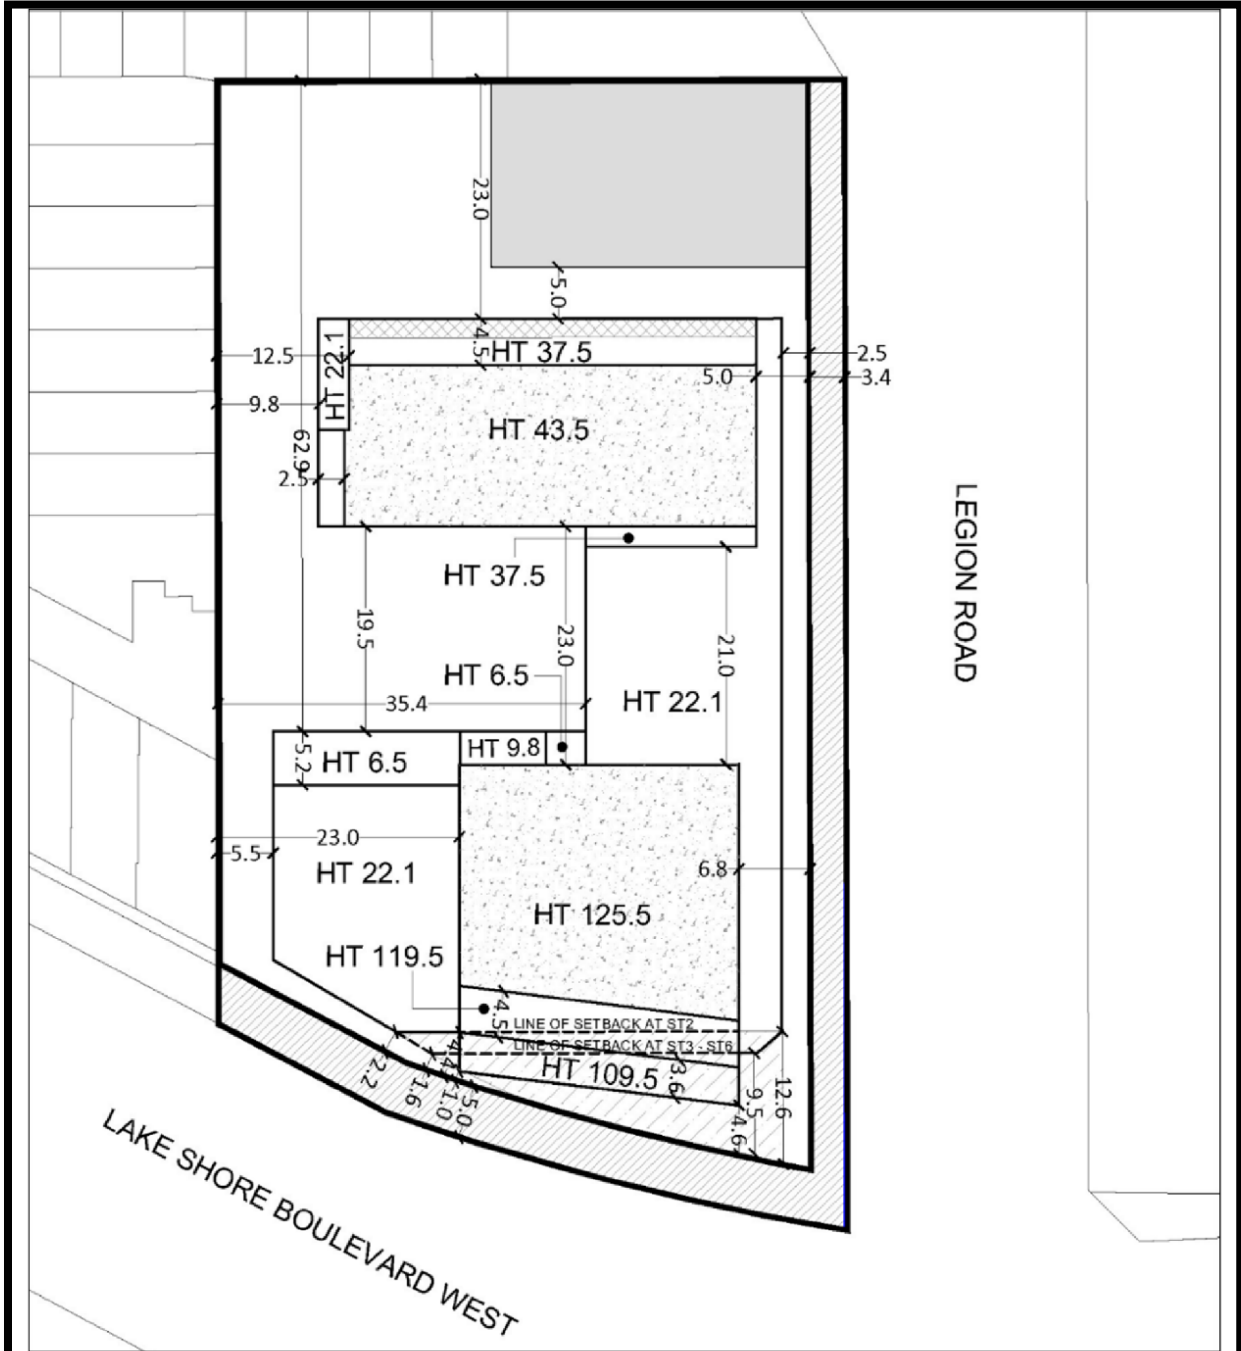 23.0
5.0
4.5
HT 37.5
12.5
HT 22.1
2.5
5.0
3.4
9.8
HT 43.5
62.9
2.5
LEGION ROAD
HT 37.5
19.5
23.0
21.0
HT 6.5
HT 22.1
35.4
HT 9.8
5.2
HT 6.5
23.0
5.5
6.8
HT 22.1
HT 125.5
HT 119.5
4.5
LINE OF SETBACK AT ST2
LINE OF SETBACK AT ST3 - ST6
HT 109.5
3.6
2.2
1.6
4.4
1.0
5.0
4.6
9.5
12.6
LAKE SHORE BOULEVARD WEST